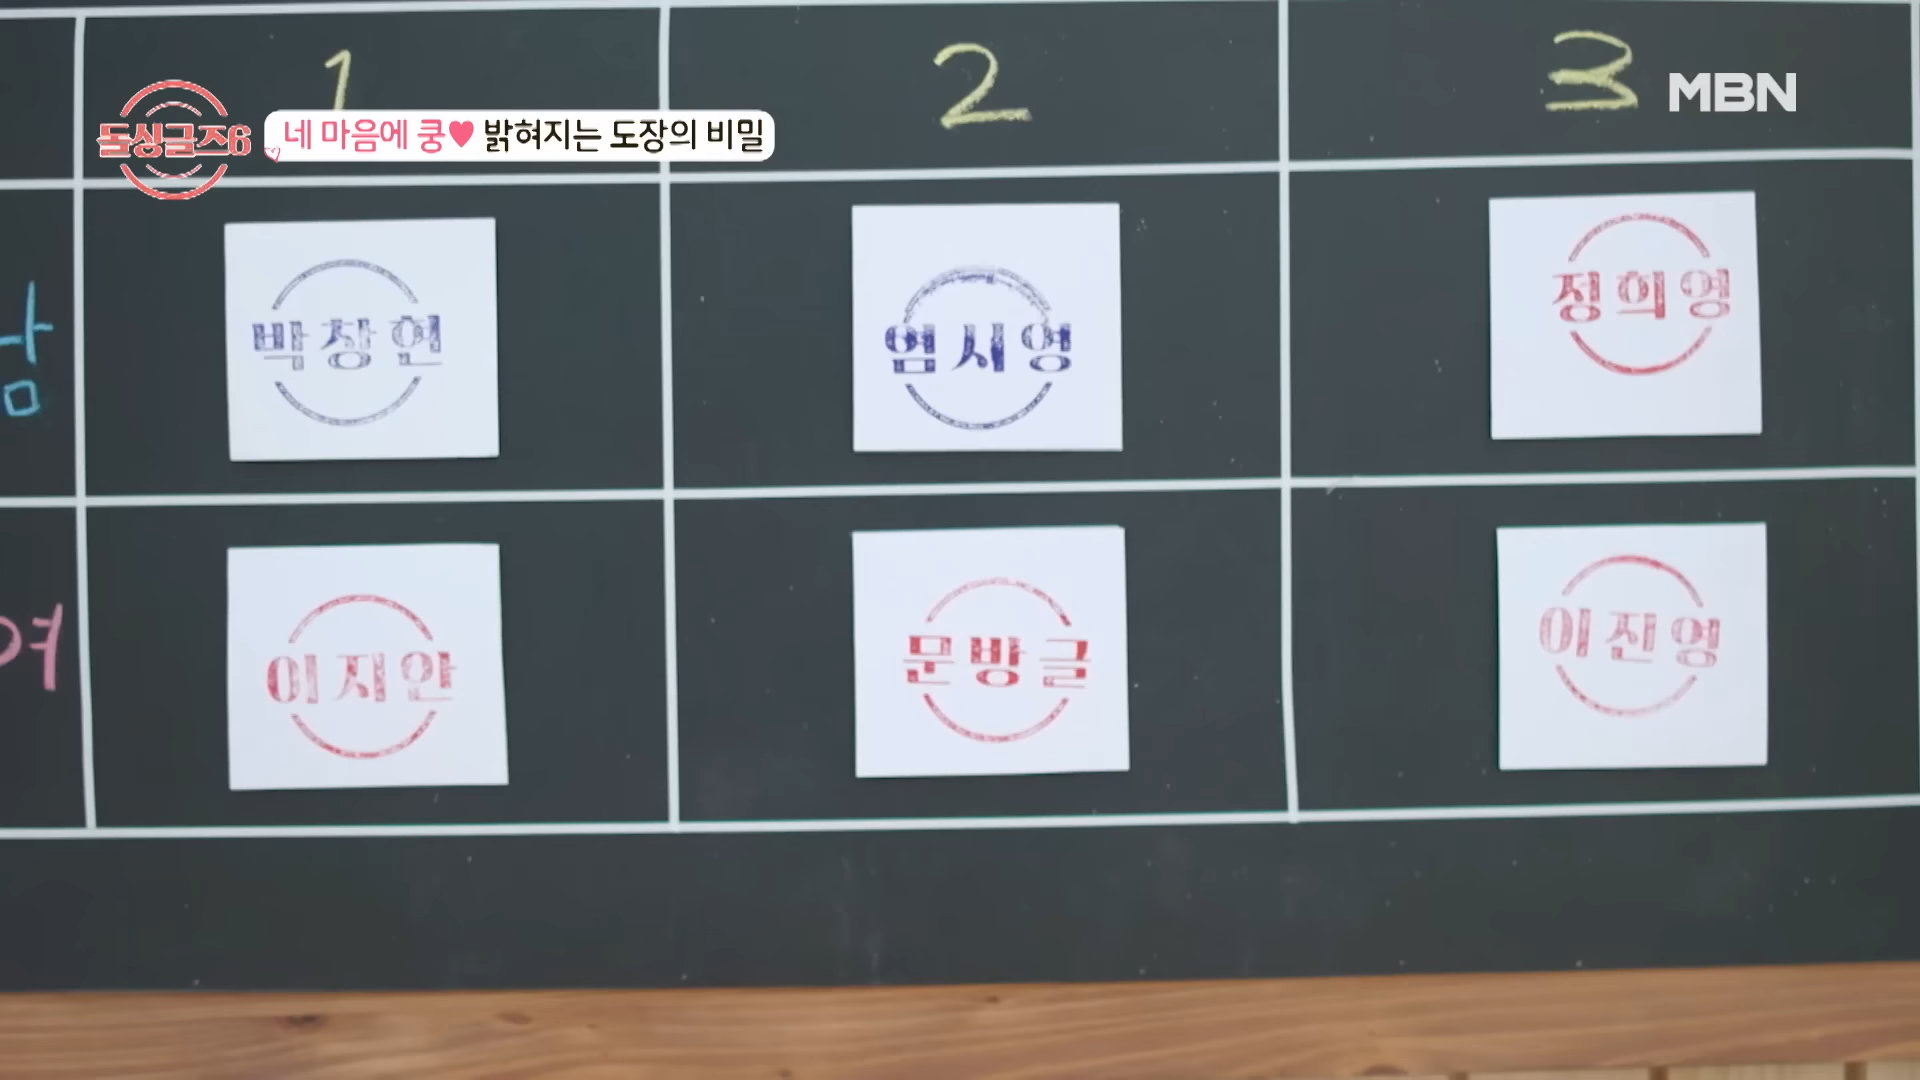 1 2 3
MBN
돌싱글즈6
네 마음에 쿵♥ 밝혀지는 도장의 비밀
남
박창현 염시영 정희영
여
이지안 문방글 이진영